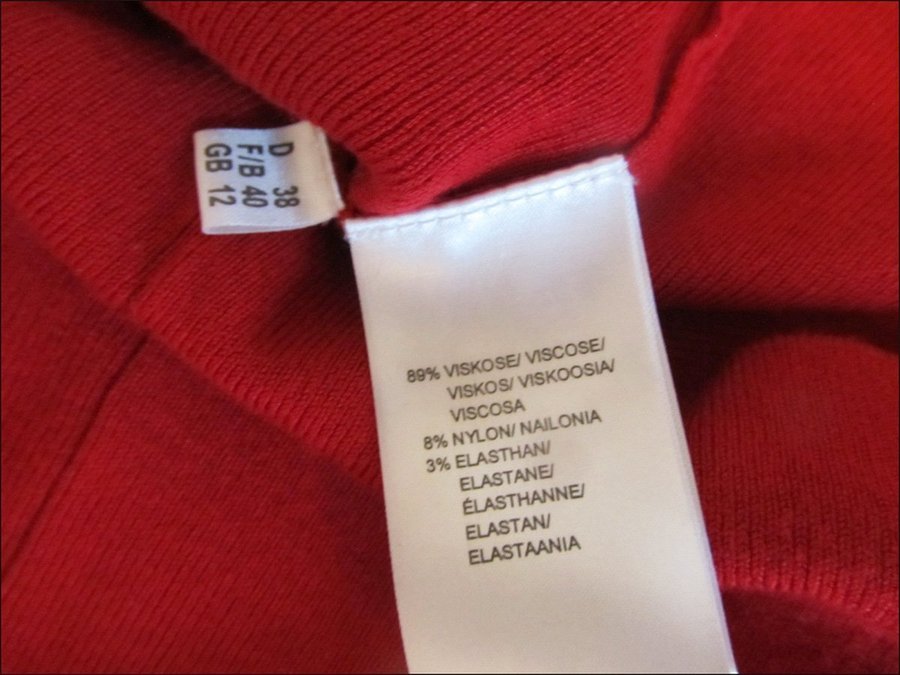 D 38
F/B 40
GB 12
89% VISKOSE/ VISCOSE/
VISKOS/ VISKOOSIA/
VISCOSA
8% NYLON/ NAILONIA
3% ELASTHAN/
ELASTANE/
ÉLASTHANNE/
ELASTAN/
ELASTAANIA